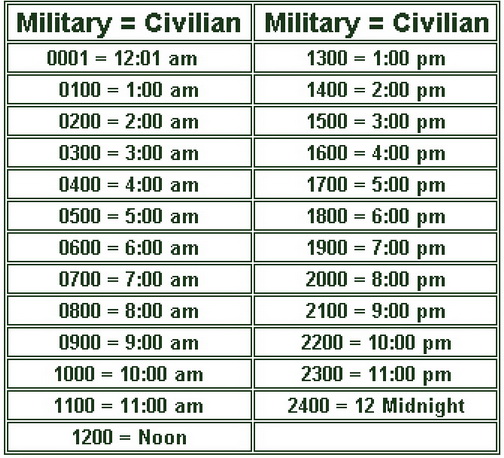 Military = Civilian Military = Civilian
0001 = 12:01 am 1300 = 1:00 pm
0100 = 1:00 am 1400 = 2:00 pm
0200 = 2:00 am 1500 = 3:00 pm
0300 = 3:00 am 1600 = 4:00 pm
0400 = 4:00 am 1700 = 5:00 pm
0500 = 5:00 am 1800 = 6:00 pm
0600 = 6:00 am 1900 = 7:00 pm
0700 = 7:00 am 2000 = 8:00 pm
0800 = 8:00 am 2100 = 9:00 pm
0900 = 9:00 am 2200 = 10:00 pm
1000 = 10:00 am 2300 = 11:00 pm
1100 = 11:00 am 2400 = 12 Midnight
1200 = Noon